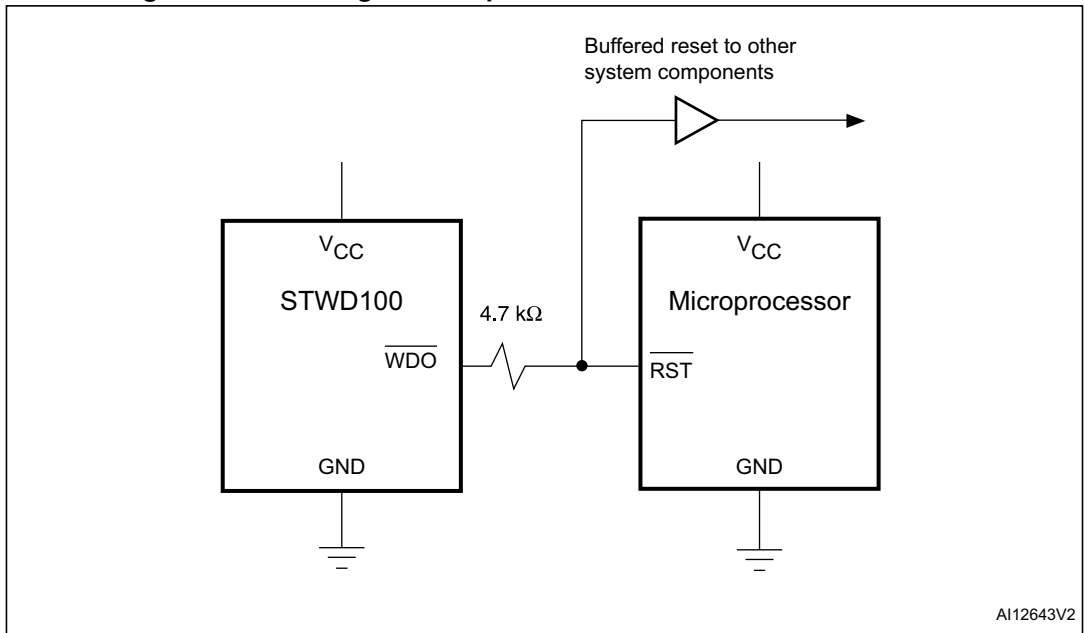 Buffered reset to other
system components
VCC
STWD100
4.7 kΩ
WDO
GND
VCC
Microprocessor
RST
GND
AI12643V2